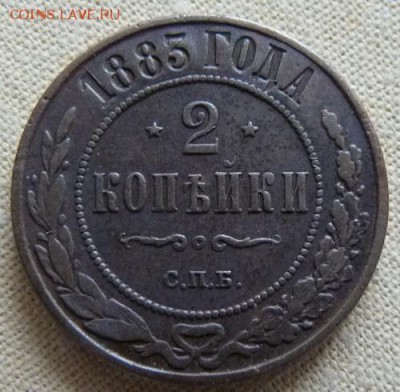 COINS.LAVE.RU
1885 ГОДА
2
КОПѢЙКИ
С.П.Б.